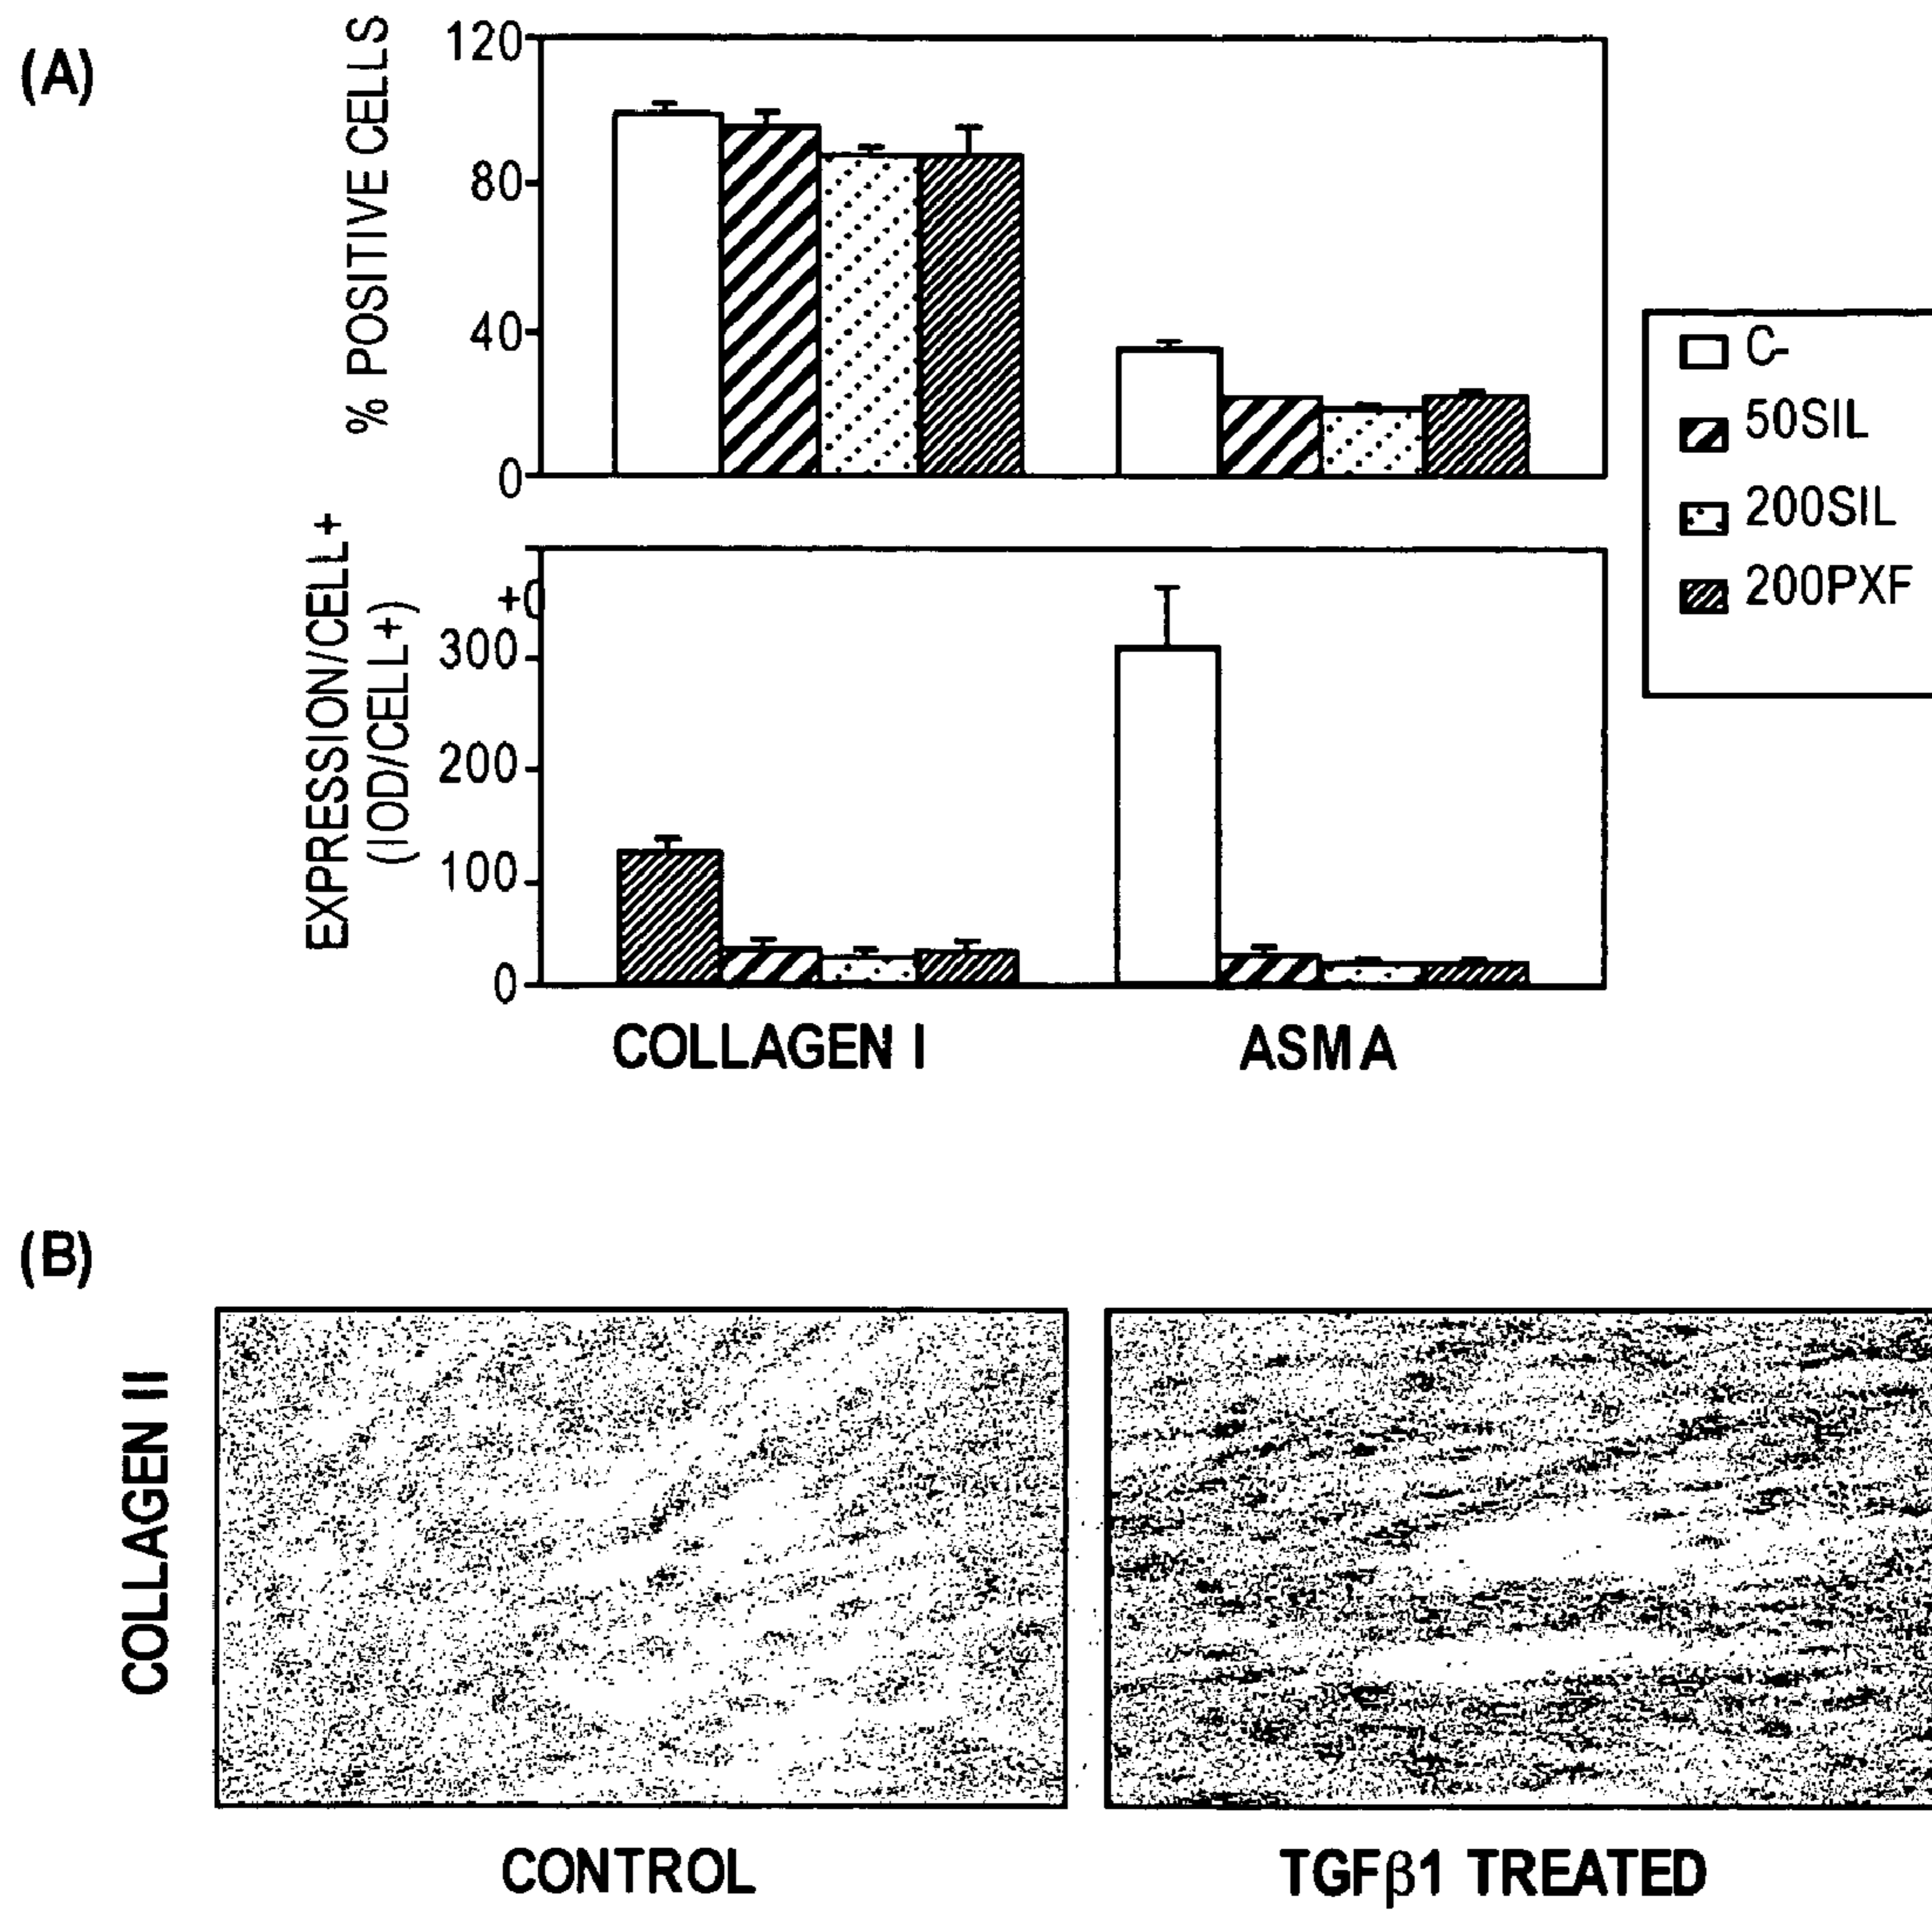 (A)
% POSITIVE CELLS
120
80
40
0
EXPRESSION/CELL+
(IOD/CELL+)
+0
300
200
100
0
COLLAGEN I
ASMA
C-
50SIL
200SIL
200PXF
(B)
COLLAGEN II
CONTROL
TGFβ1 TREATED